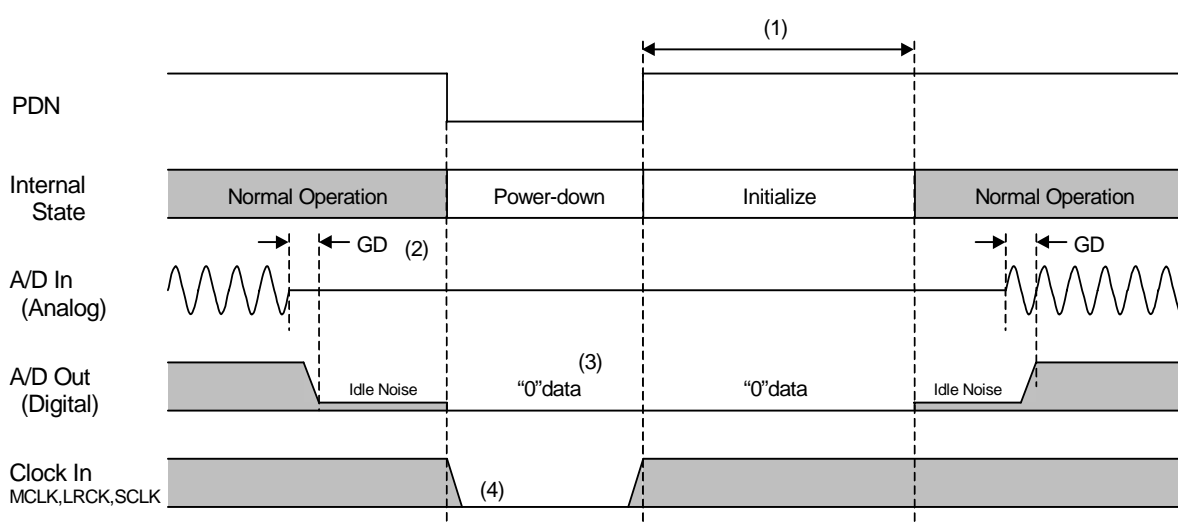 (1)
PDN
Internal
State
Normal Operation
Power-down
Initialize
Normal Operation
GD
(2)
GD
A/D In
(Analog)
A/D Out
(Digital)
Idle Noise
(3)
“0”data
“0”data
Idle Noise
Clock In
MCLK,LRCK,SCLK
(4)